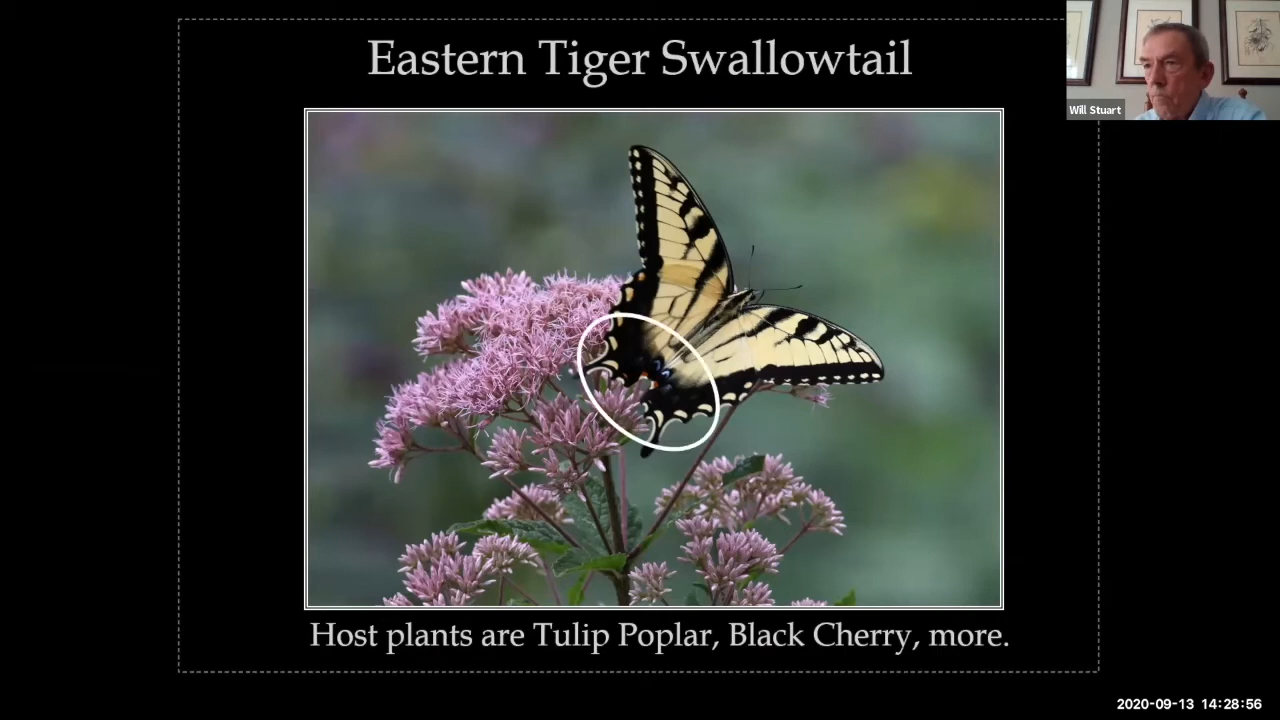 Eastern Tiger Swallowtail
Will Stuart
Host plants are Tulip Poplar, Black Cherry, more.
2020-09-13 14:28:56